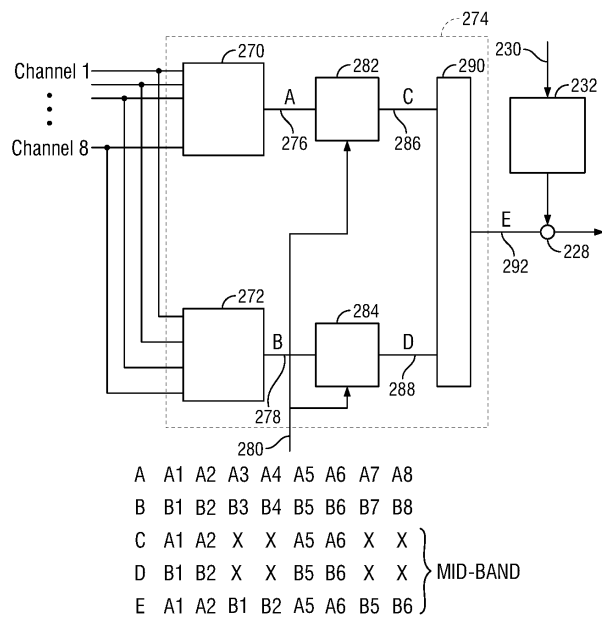 274
230
Channel 1
270
282
290
232
A
C
276
286
Channel 8
E
292
228
272
284
B
D
278
288
280
A A1 A2 A3 A4 A5 A6 A7 A8
B B1 B2 B3 B4 B5 B6 B7 B8
C A1 A2 X X A5 A6 X X
D B1 B2 X X B5 B6 X X
MID-BAND
E A1 A2 B1 B2 A5 A6 B5 B6